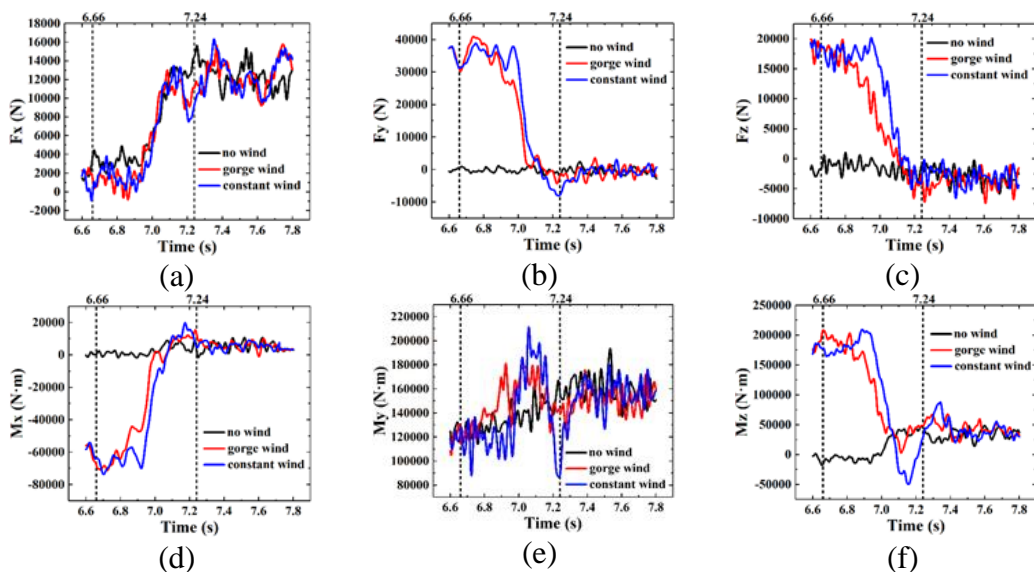 6.66 7.24
18000
16000
14000
12000
10000
8000
6000
4000
2000
0
-2000
Fx (N)
no wind
gorge wind
constant wind
6.6 6.8 7.0 7.2 7.4 7.6 7.8
Time (s)
(a)
6.66 7.24
40000
30000
20000
10000
0
-10000
Fy (N)
no wind
gorge wind
constant wind
6.6 6.8 7.0 7.2 7.4 7.6 7.8
Time (s)
(b)
6.66 7.24
20000
15000
10000
5000
0
-5000
-10000
Fz (N)
no wind
gorge wind
constant wind
6.6 6.8 7.0 7.2 7.4 7.6 7.8
Time (s)
(c)
6.66 7.24
20000
0
-20000
-40000
-60000
-80000
Mx (N·m)
no wind
gorge wind
constant wind
6.6 6.8 7.0 7.2 7.4 7.6 7.8
Time (s)
(d)
6.66 7.24
220000
200000
180000
160000
140000
120000
100000
80000
My (N·m)
no wind
gorge wind
constant wind
6.6 6.8 7.0 7.2 7.4 7.6 7.8
Time (s)
(e)
6.66 7.24
250000
200000
150000
100000
50000
0
-50000
-100000
Mz (N·m)
no wind
gorge wind
constant wind
6.6 6.8 7.0 7.2 7.4 7.6 7.8
Time (s)
(f)